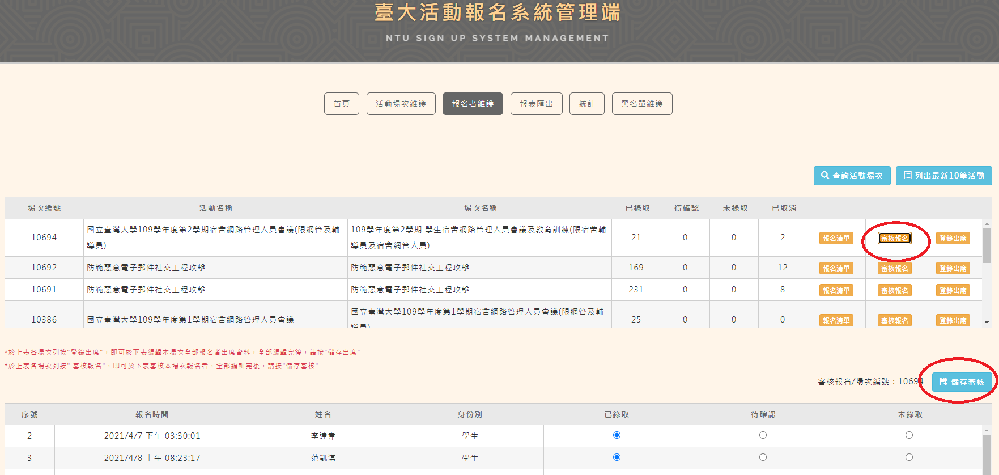 臺大活動報名系統管理端
NTU SIGN UP SYSTEM MANAGEMENT
首頁 活動場次維護 報名者維護 報表匯出 統計 黑名單維護
查詢活動場次 列出最新10筆活動
場次編號 活動名稱 場次名稱 已錄取 待確認 未錄取 已取消
10694 國立臺灣大學109學年度第2學期宿舍網路管理人員會議(限網管及輔導員) 109學年度第2學期 學生宿舍網路管理人員會議及教育訓練(限宿舍輔導員及宿舍網管人員) 21 0 0 2 報名清單 審核報名 登錄出席
10692 防範惡意電子郵件社交工程攻擊 防範惡意電子郵件社交工程攻擊 169 0 0 12 報名清單 審核報名 登錄出席
10691 防範惡意電子郵件社交工程攻擊 防範惡意電子郵件社交工程攻擊 231 0 0 8 報名清單 審核報名 登錄出席
10386 國立臺灣大學109學年度第1學期宿舍網路管理人員會議 國立臺灣大學109學年度第1學期宿舍網路管理人員會議(限網管及輔導員) 25 0 0 0 報名清單 審核報名 登錄出席
*於上表各場次列按"登錄出席"，即可於下表編輯本場次全部報名者出席資料，全部編輯完後，請按"儲存出席"
*於上表各場次列按" 審核報名"，即可於下表審核本場次報名者，全部編輯完後，請按"儲存審核"
審核報名/場次編號：10694 儲存審核
序號 報名時間 姓名 身份別 已錄取 待確認 未錄取
2 2021/4/7 下午 03:30:01 李達韋 學生
3 2021/4/8 上午 08:23:17 范凱淇 學生